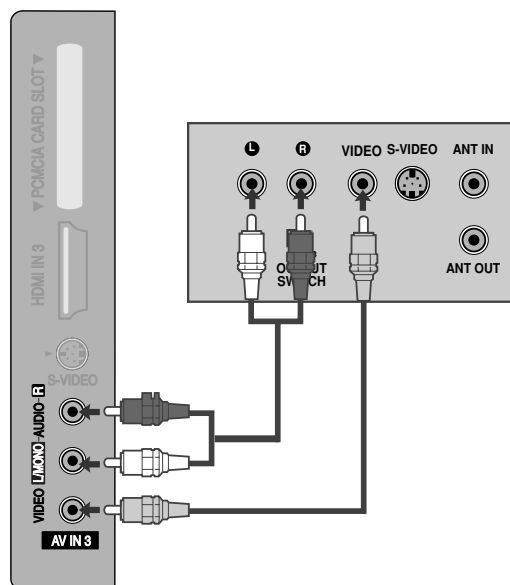 ▼ PCMCIA CARD SLOT ▼
HDMI IN 3
S-VIDEO
VIDEO L/MONO-AUDIO-R
AV IN 3
L R VIDEO S-VIDEO ANT IN
SWITCH
ANT OUT